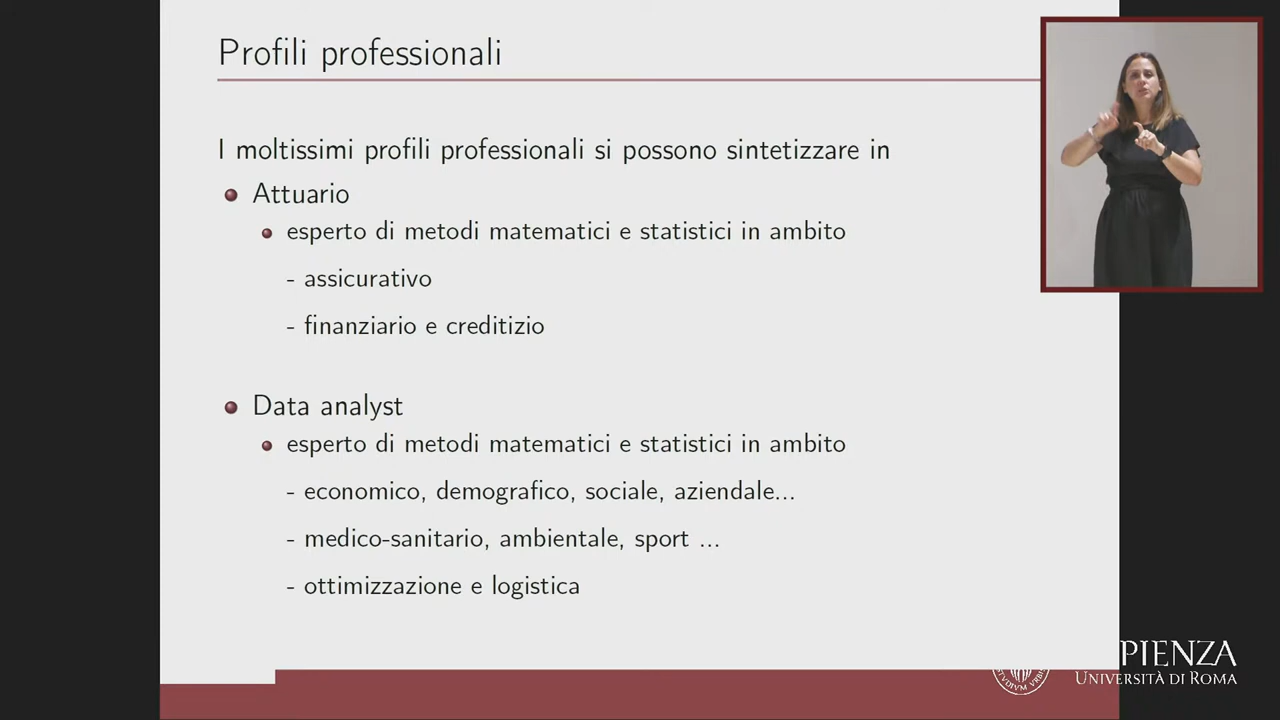 Profili professionali
I moltissimi profili professionali si possono sintetizzare in
Attuario
esperto di metodi matematici e statistici in ambito
- assicurativo
- finanziario e creditizio
Data analyst
esperto di metodi matematici e statistici in ambito
- economico, demografico, sociale, aziendale...
- medico-sanitario, ambientale, sport ...
- ottimizzazione e logistica
PIENZA
UNIVERSITÀ DI ROMA